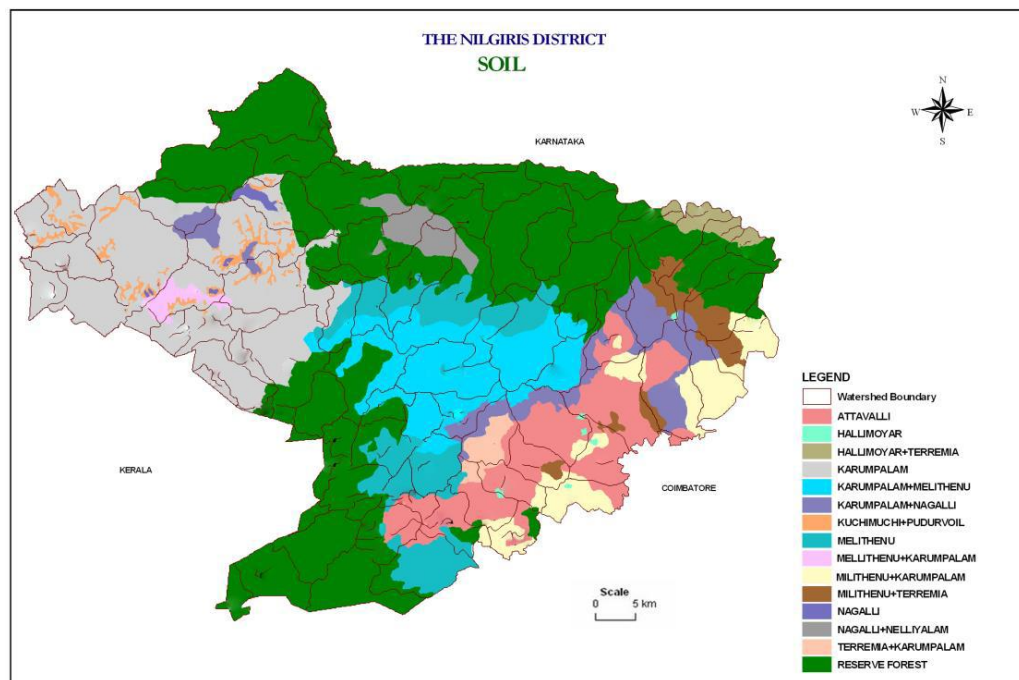 THE NILGIRIS DISTRICT
SOIL
N
W E
S
KARNATAKA
KERALA
COIMBATORE
Scale
0 5 km
LEGEND
Watershed Boundary
ATTAVALLI
HALLIMOYAR
HALLIMOYAR+TERREMIA
KARUMPALAM
KARUMPALAM+MELITHENU
KARUMPALAM+NAGALLI
KUCHIMUCHI+PUDURVOIL
MELITHENU
MELLITHENU+KARUMPALAM
MILITHENU+KARUMPALAM
MILITHENU+TERREMIA
NAGALLI
NAGALLI+NELLIYALAM
TERREMIA+KARUMPALAM
RESERVE FOREST